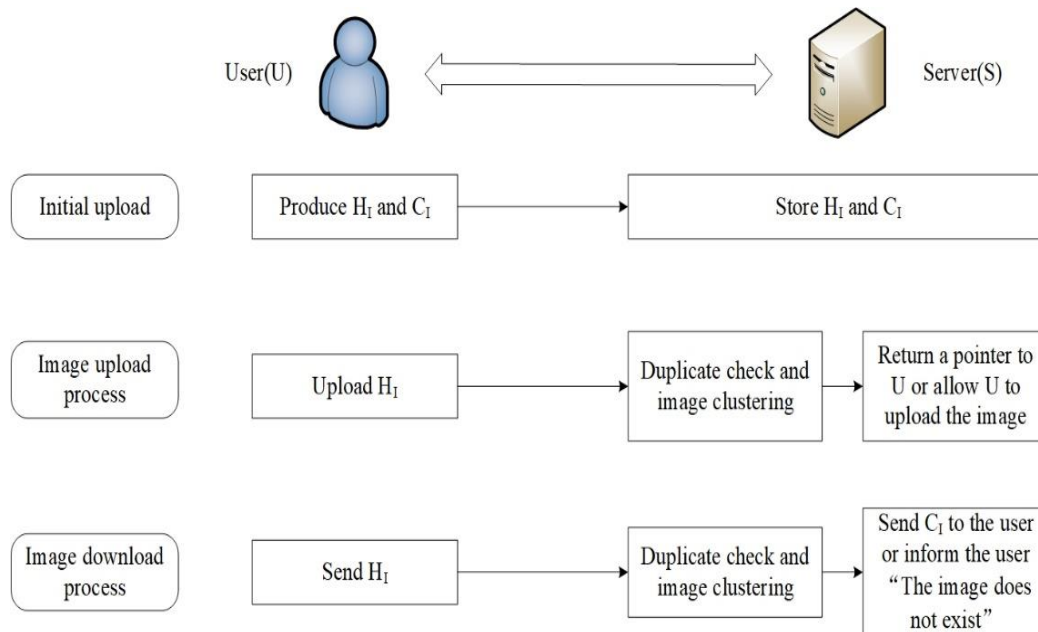 User(U)
Server(S)
Initial upload
Produce H_I and C_I
Store H_I and C_I
Image upload
process
Upload H_I
Duplicate check and
image clustering
Return a pointer to
U or allow U to
upload the image
Image download
process
Send H_I
Duplicate check and
image clustering
Send C_I to the user
or inform the user
“The image does
not exist”